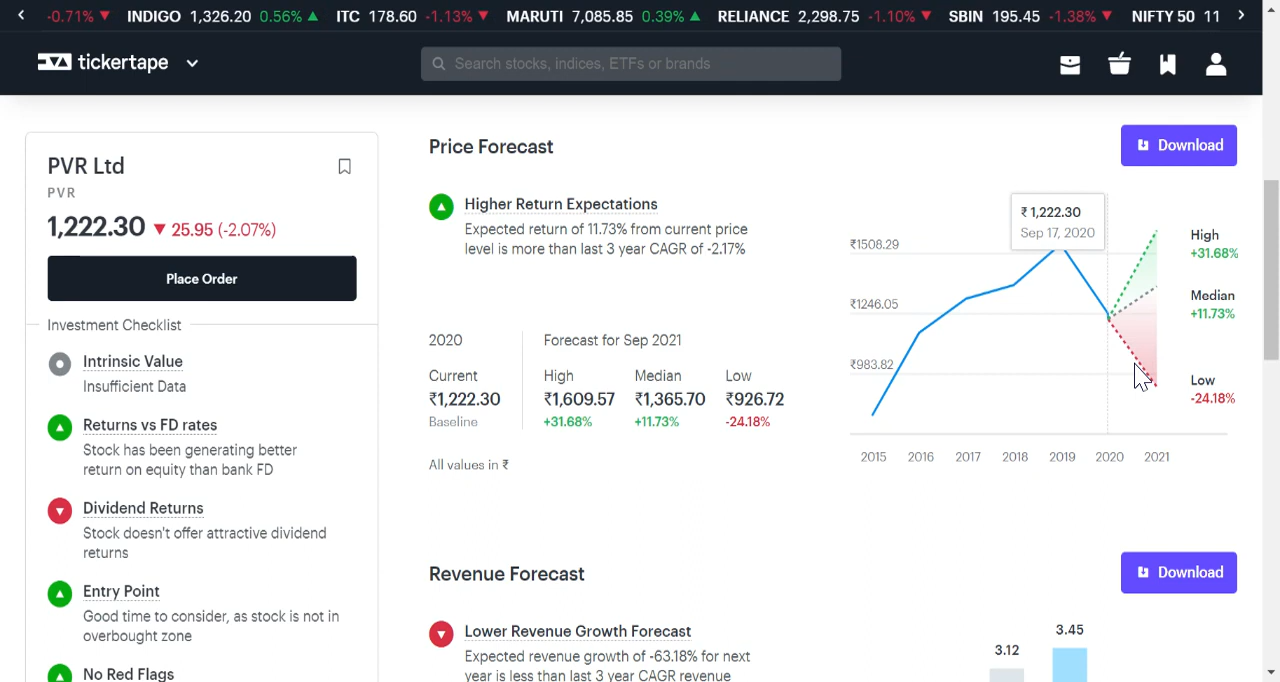 -0.71% ▼ INDIGO 1,326.20 0.56% ▲ ITC 178.60 -1.13% ▼ MARUTI 7,085.85 0.39% ▲ RELIANCE 2,298.75 -1.10% ▼ SBIN 195.45 -1.38% ▼ NIFTY 50 11
tickertape
Search stocks, indices, ETFs or brands
PVR Ltd
PVR
1,222.30 ▼ 25.95 (-2.07%)
Place Order
Investment Checklist
Intrinsic Value
Insufficient Data
Returns vs FD rates
Stock has been generating better
return on equity than bank FD
Dividend Returns
Stock doesn't offer attractive dividend
returns
Entry Point
Good time to consider, as stock is not in
overbought zone
No Red Flags
Price Forecast
Download
Higher Return Expectations
Expected return of 11.73% from current price
level is more than last 3 year CAGR of -2.17%
2020
Forecast for Sep 2021
Current High Median Low
₹1,222.30 ₹1,609.57 ₹1,365.70 ₹926.72
Baseline +31.68% +11.73% -24.18%
All values in ₹
₹ 1,222.30
Sep 17, 2020
₹1508.29
₹1246.05
₹983.82
High
+31.68%
Median
+11.73%
Low
-24.18%
2015 2016 2017 2018 2019 2020 2021
Revenue Forecast
Download
Lower Revenue Growth Forecast
Expected revenue growth of -63.18% for next
year is less than last 3 year CAGR revenue
3.12
3.45